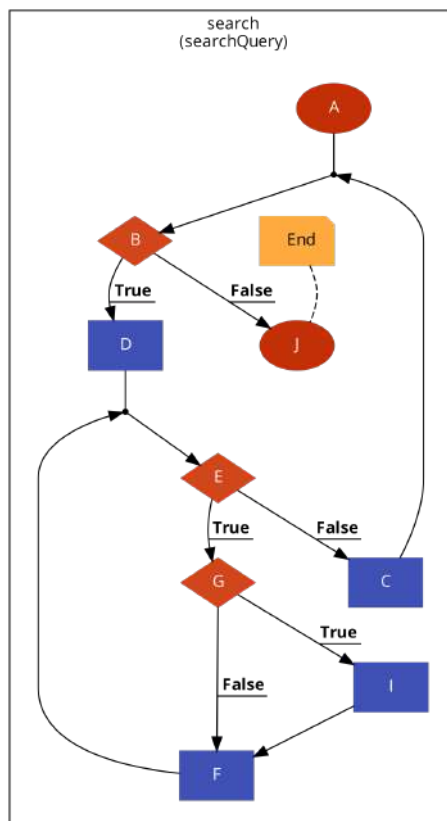 search
(searchQuery)
A
B
End
True
False
D
J
E
True
False
G
C
True
False
I
F